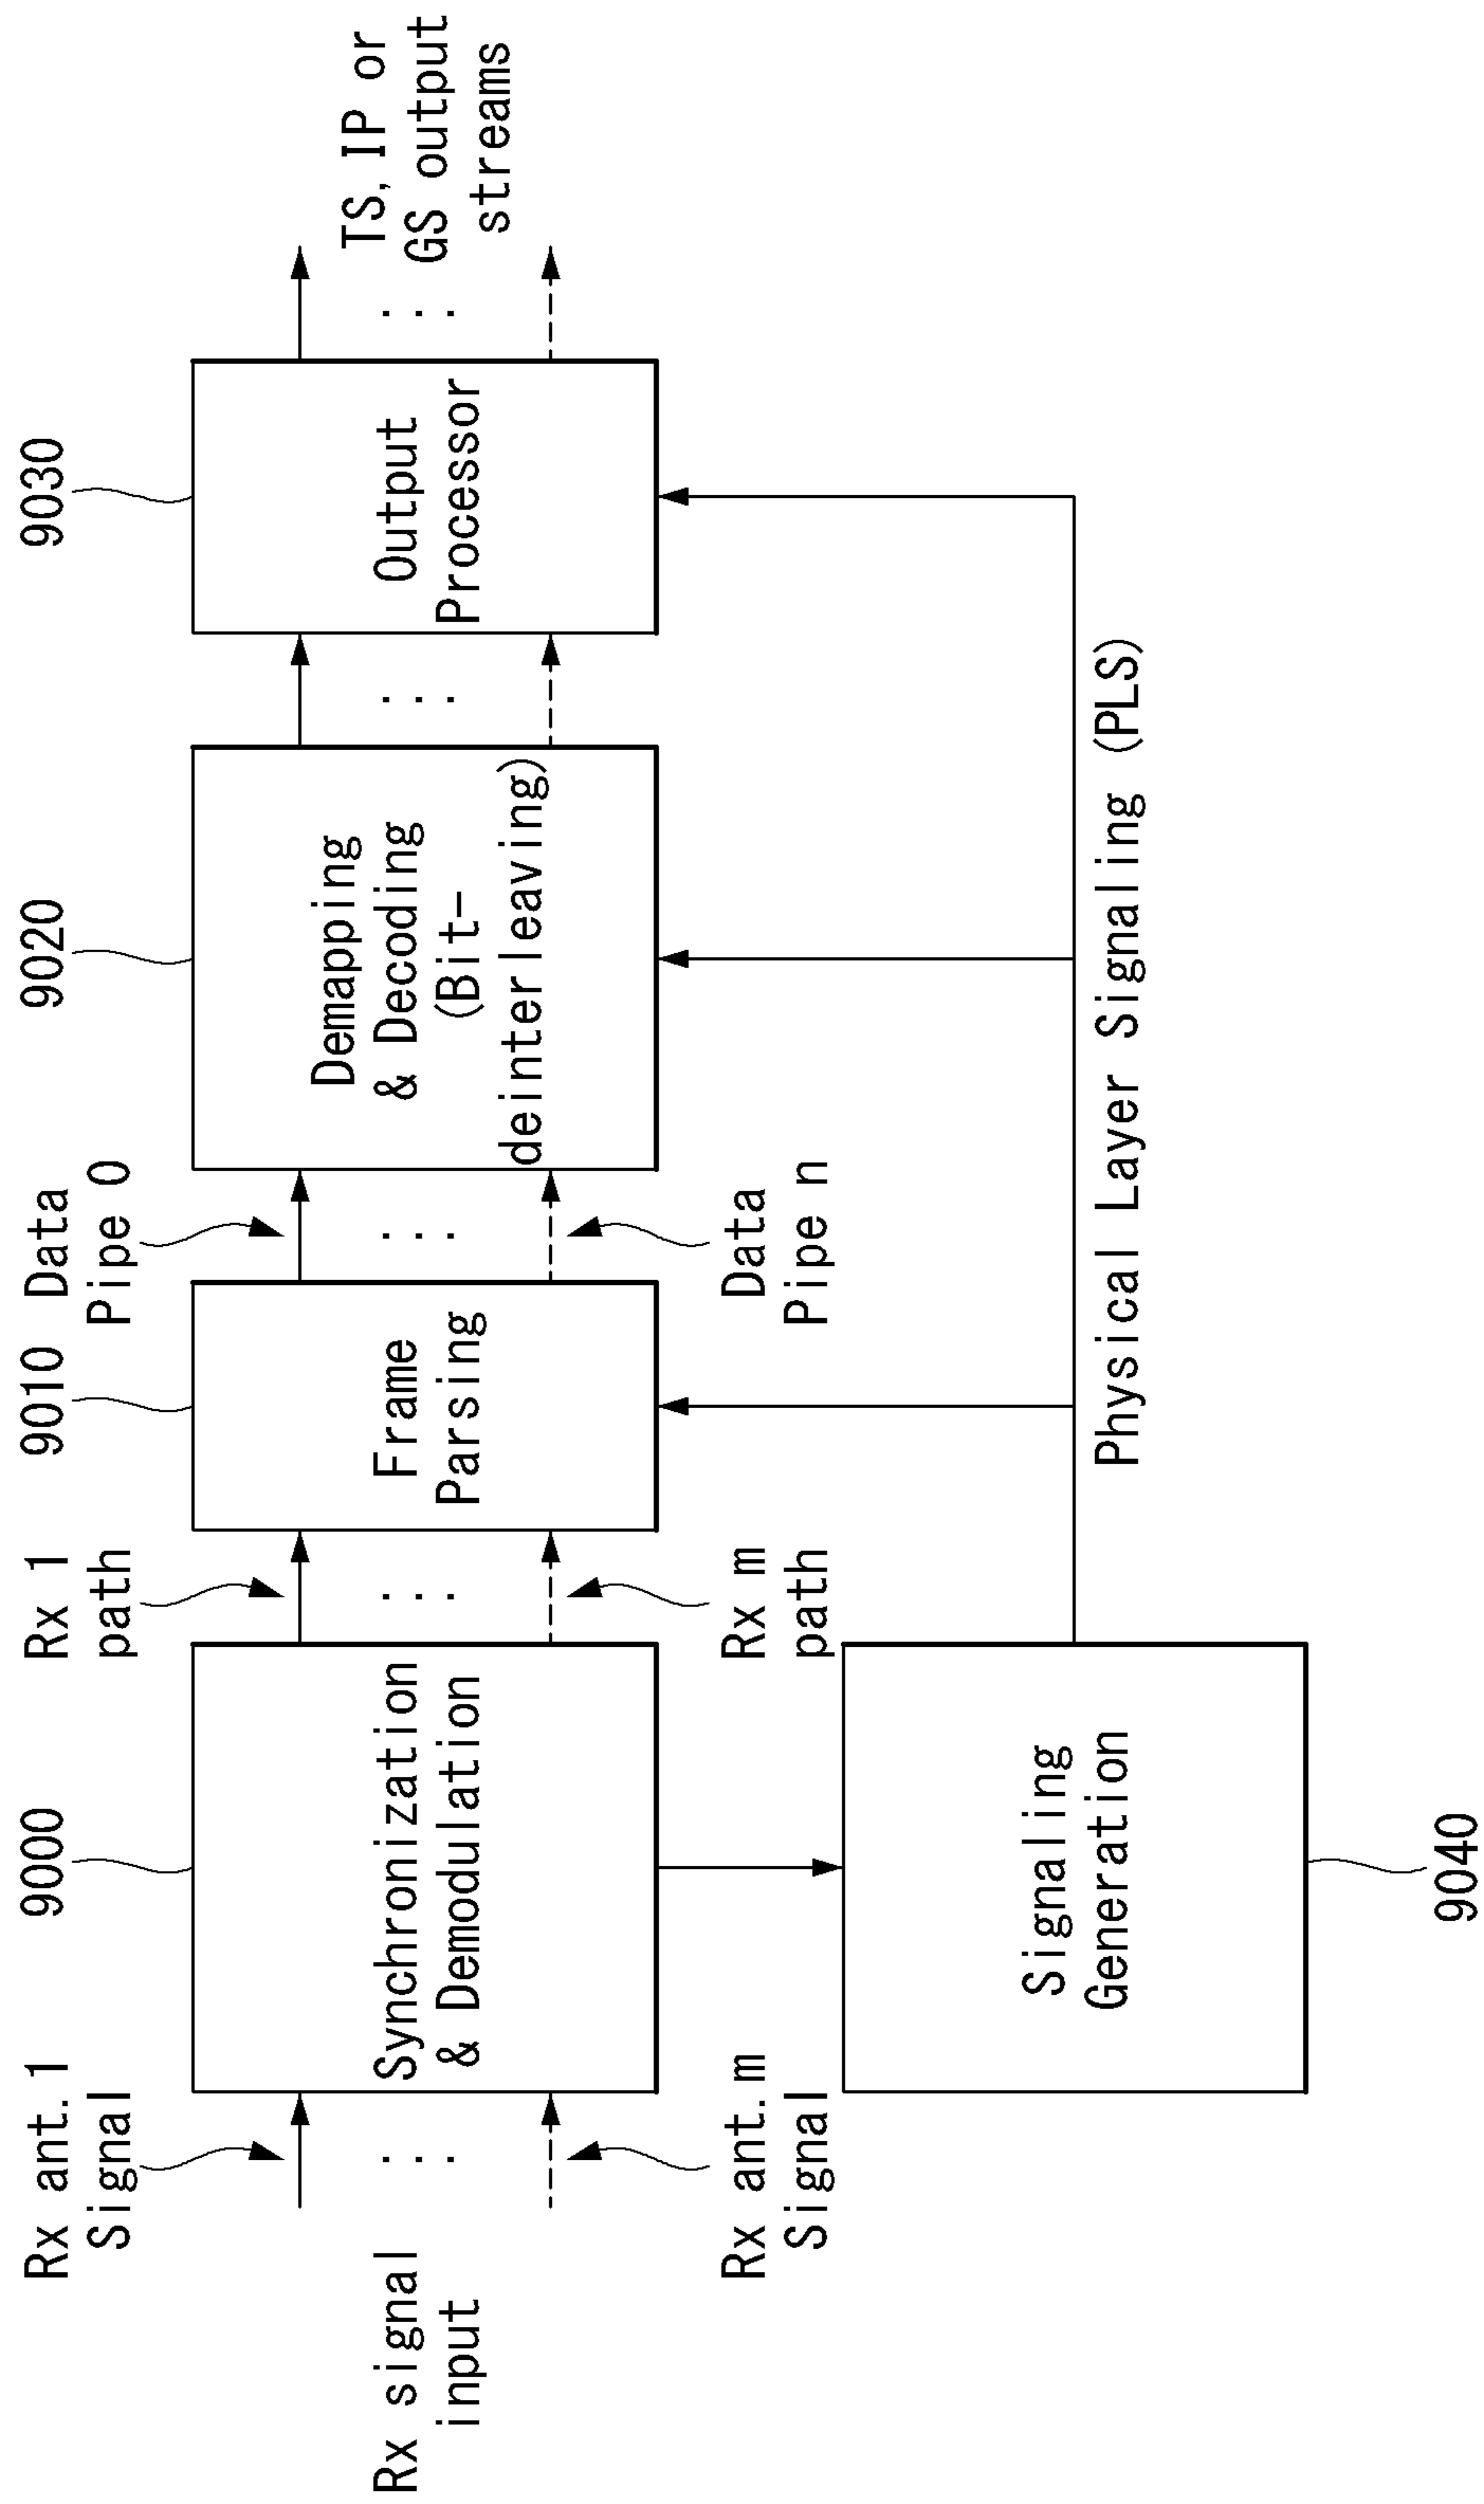 Rx signal
input
Rx ant.1
Signal
Rx ant.m
Signal
9000
Synchronization
& Demodulation
Rx 1
path
Rx m
path
9010
Frame
Parsing
Data
Pipe 0
Data
Pipe n
9020
Demapping
& Decoding
(Bit-
deinterleaving)
9030
Output
Processor
TS, IP or
GS output
streams
Signaling
Generation
9040
Physical Layer Signaling (PLS)